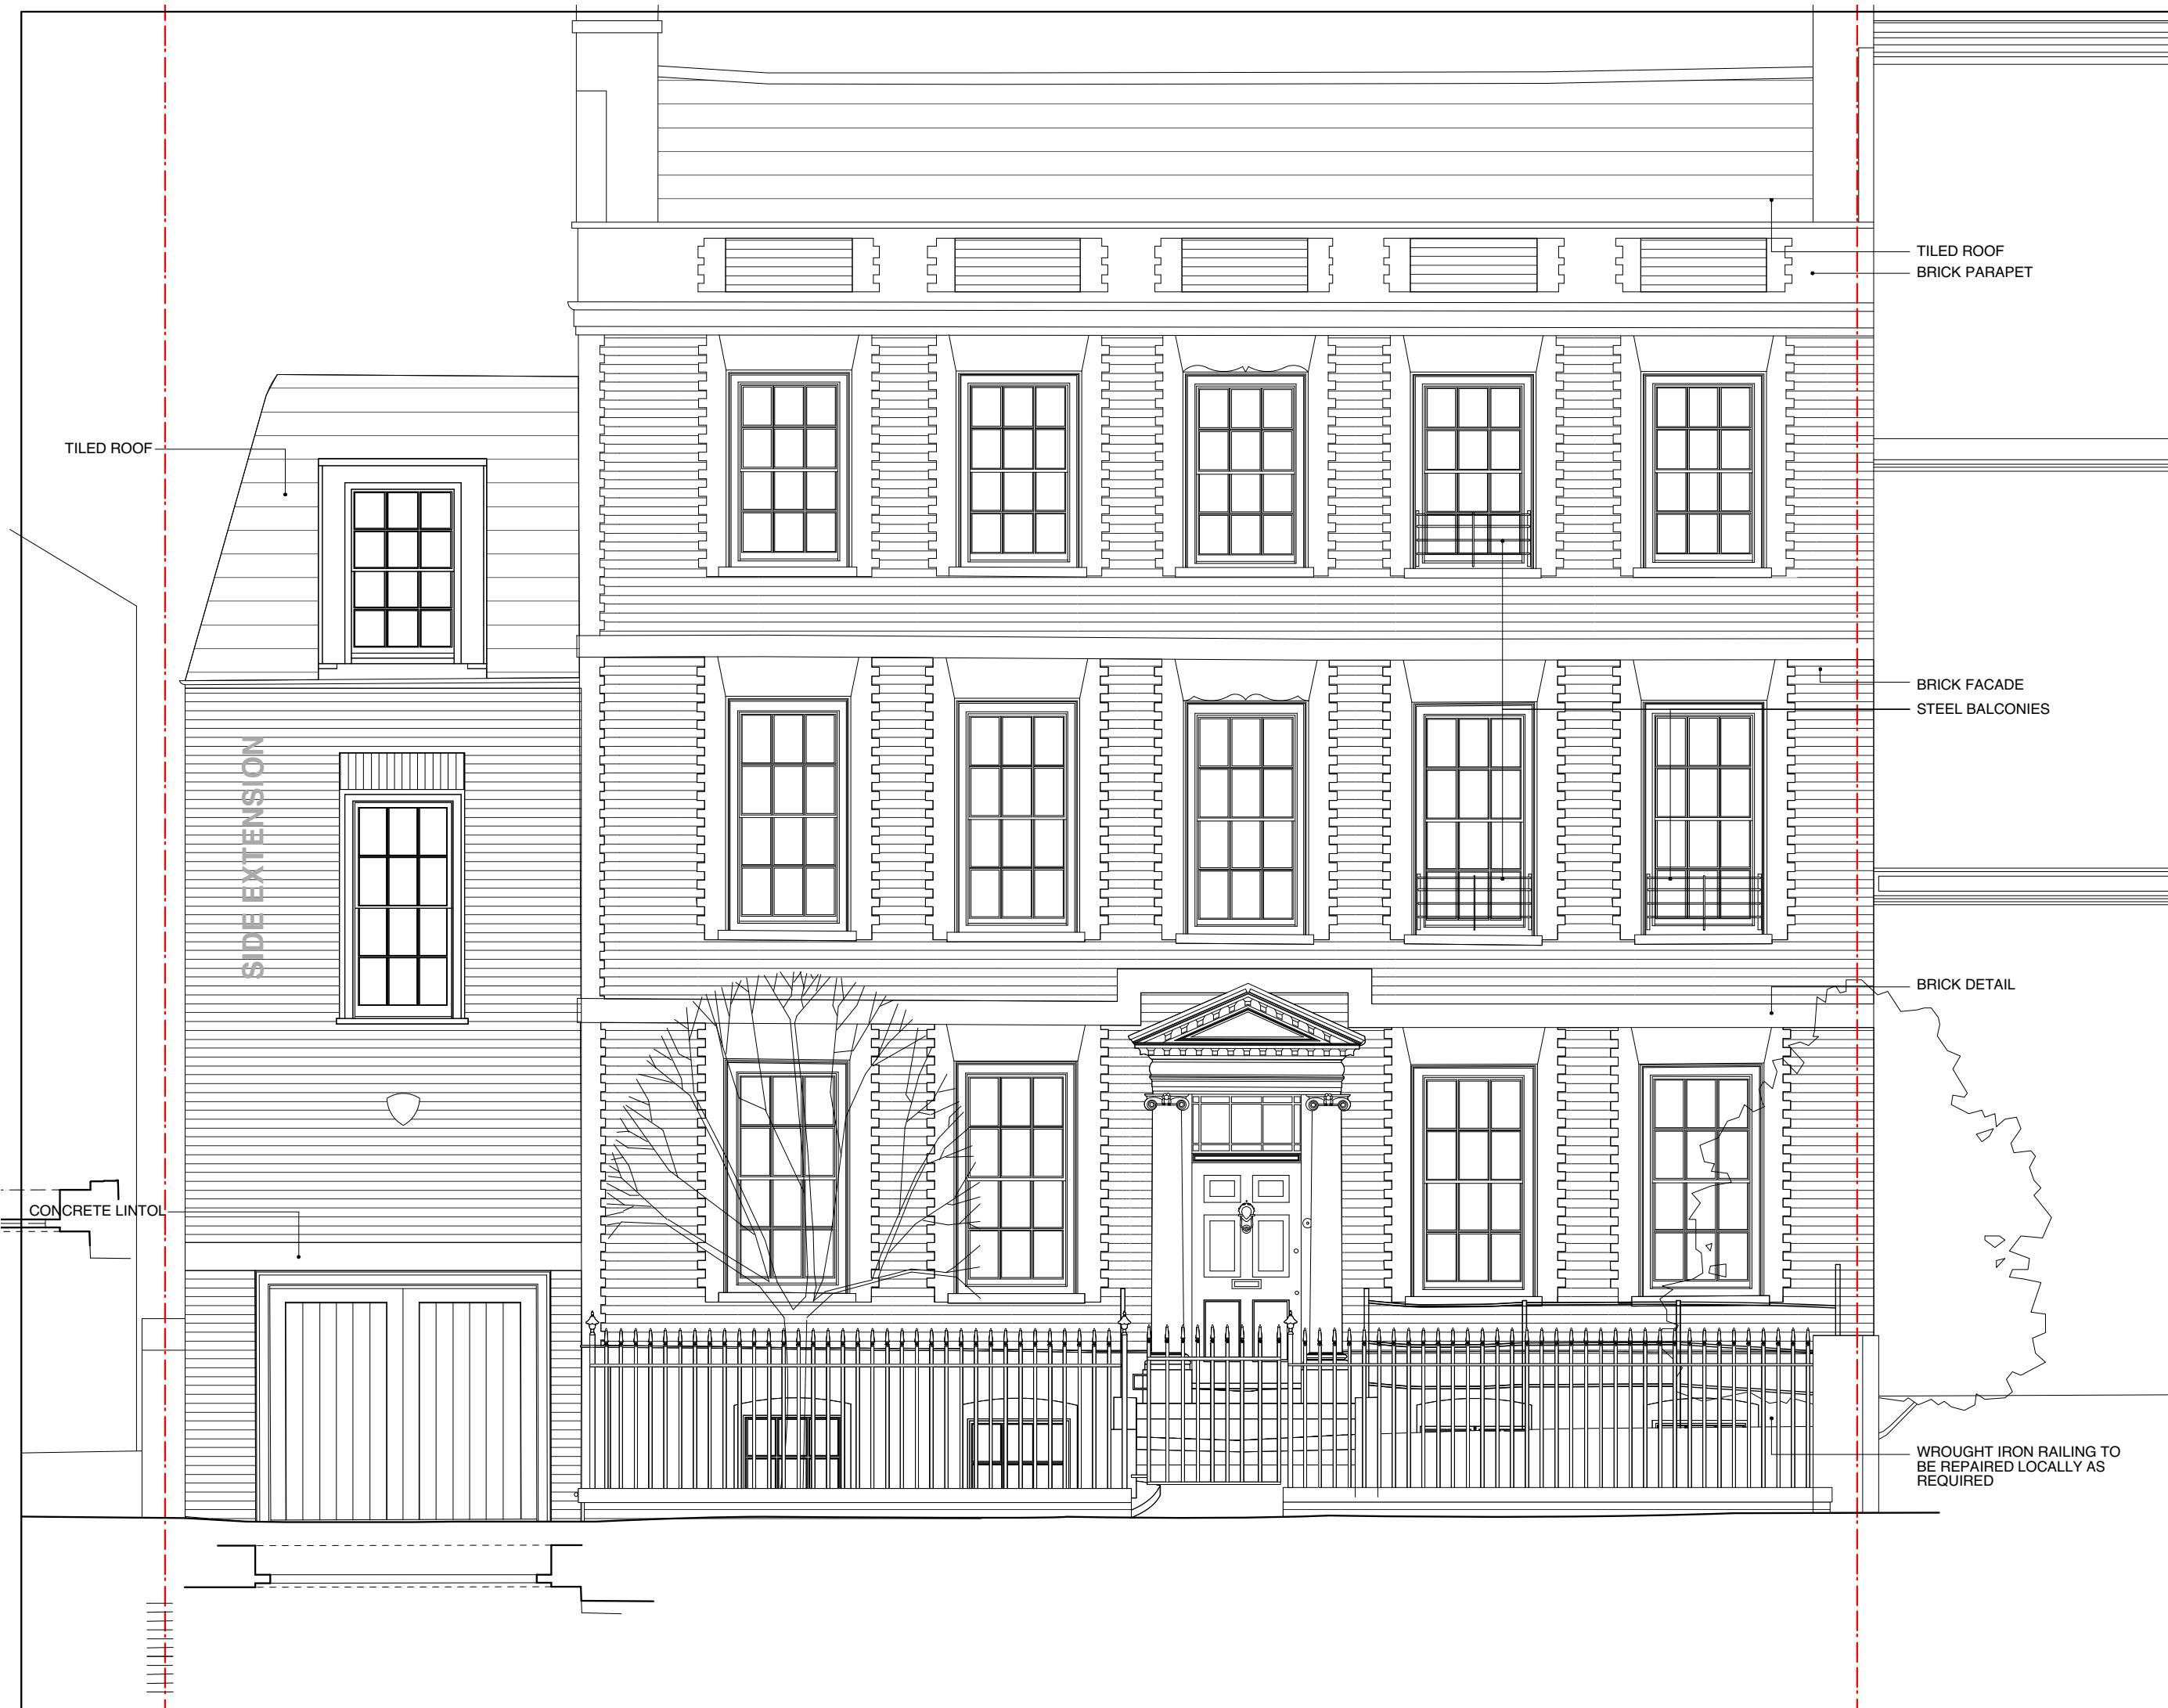 TILED ROOF
BRICK PARAPET
TILED ROOF
BRICK FACADE
STEEL BALCONIES
SIDE EXTENSION
BRICK DETAIL
CONCRETE LINTOL
WROUGHT IRON RAILING TO
BE REPAIRED LOCALLY AS
REQUIRED